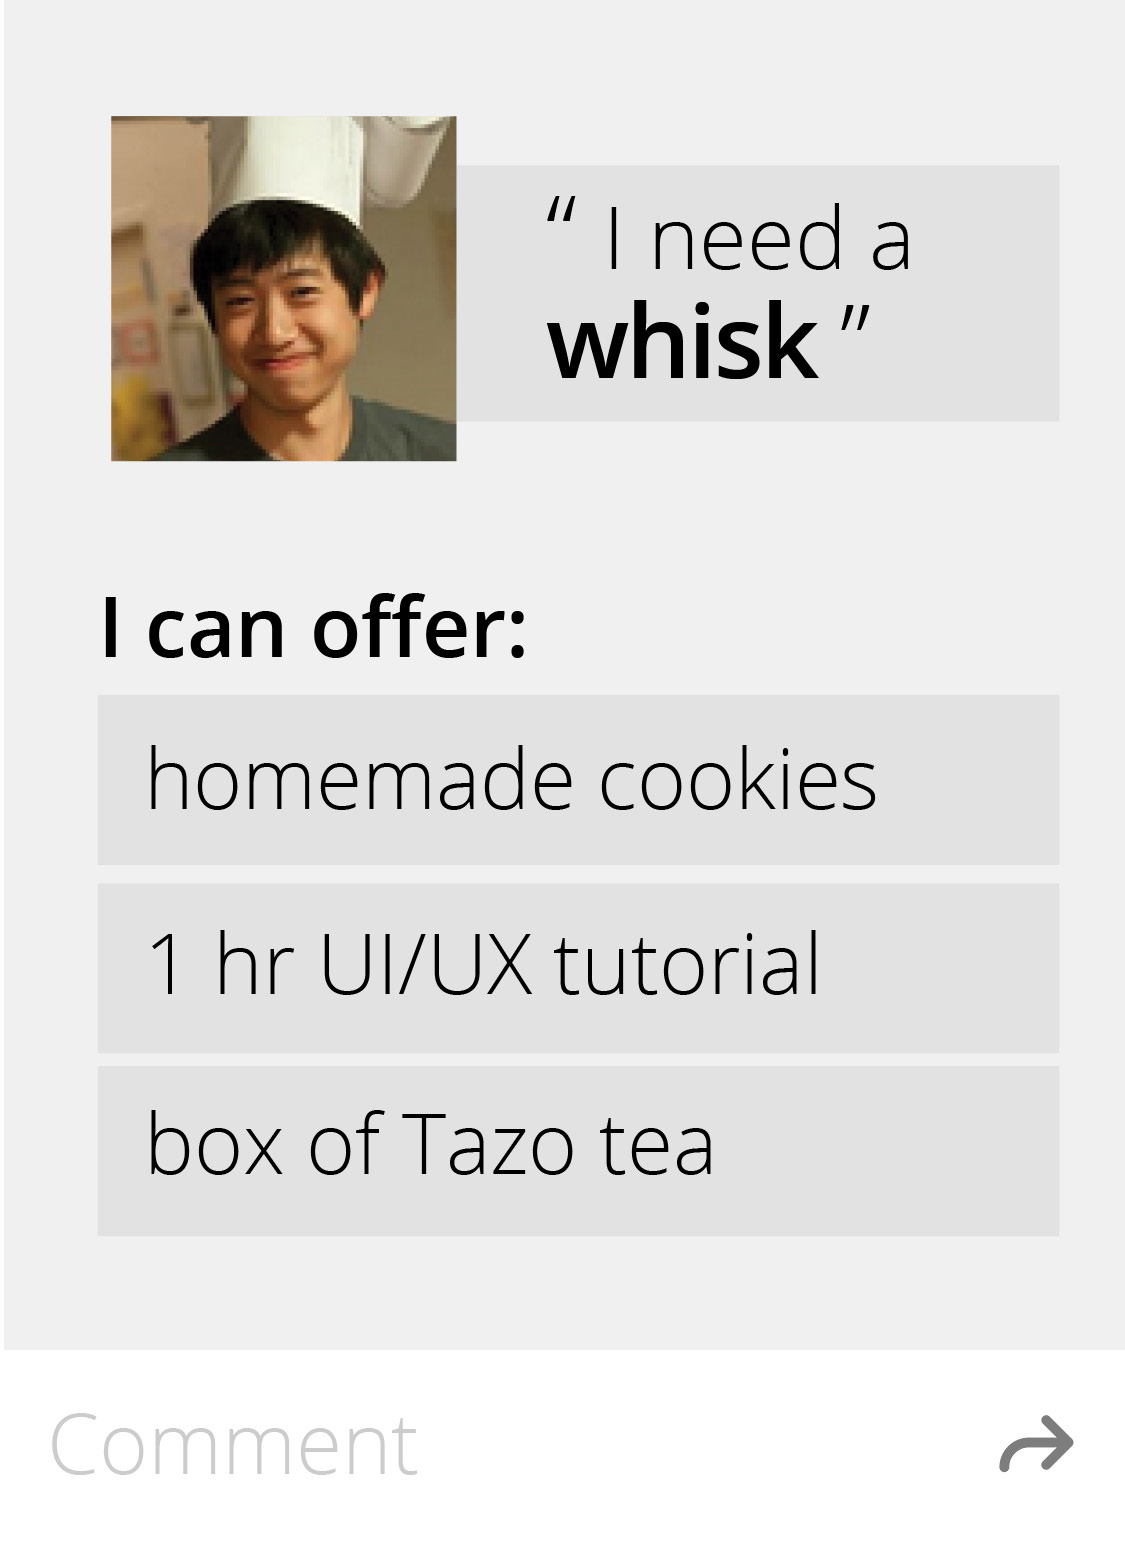 “ I need a
whisk ”
I can offer:
homemade cookies
1 hr UI/UX tutorial
box of Tazo tea
Comment